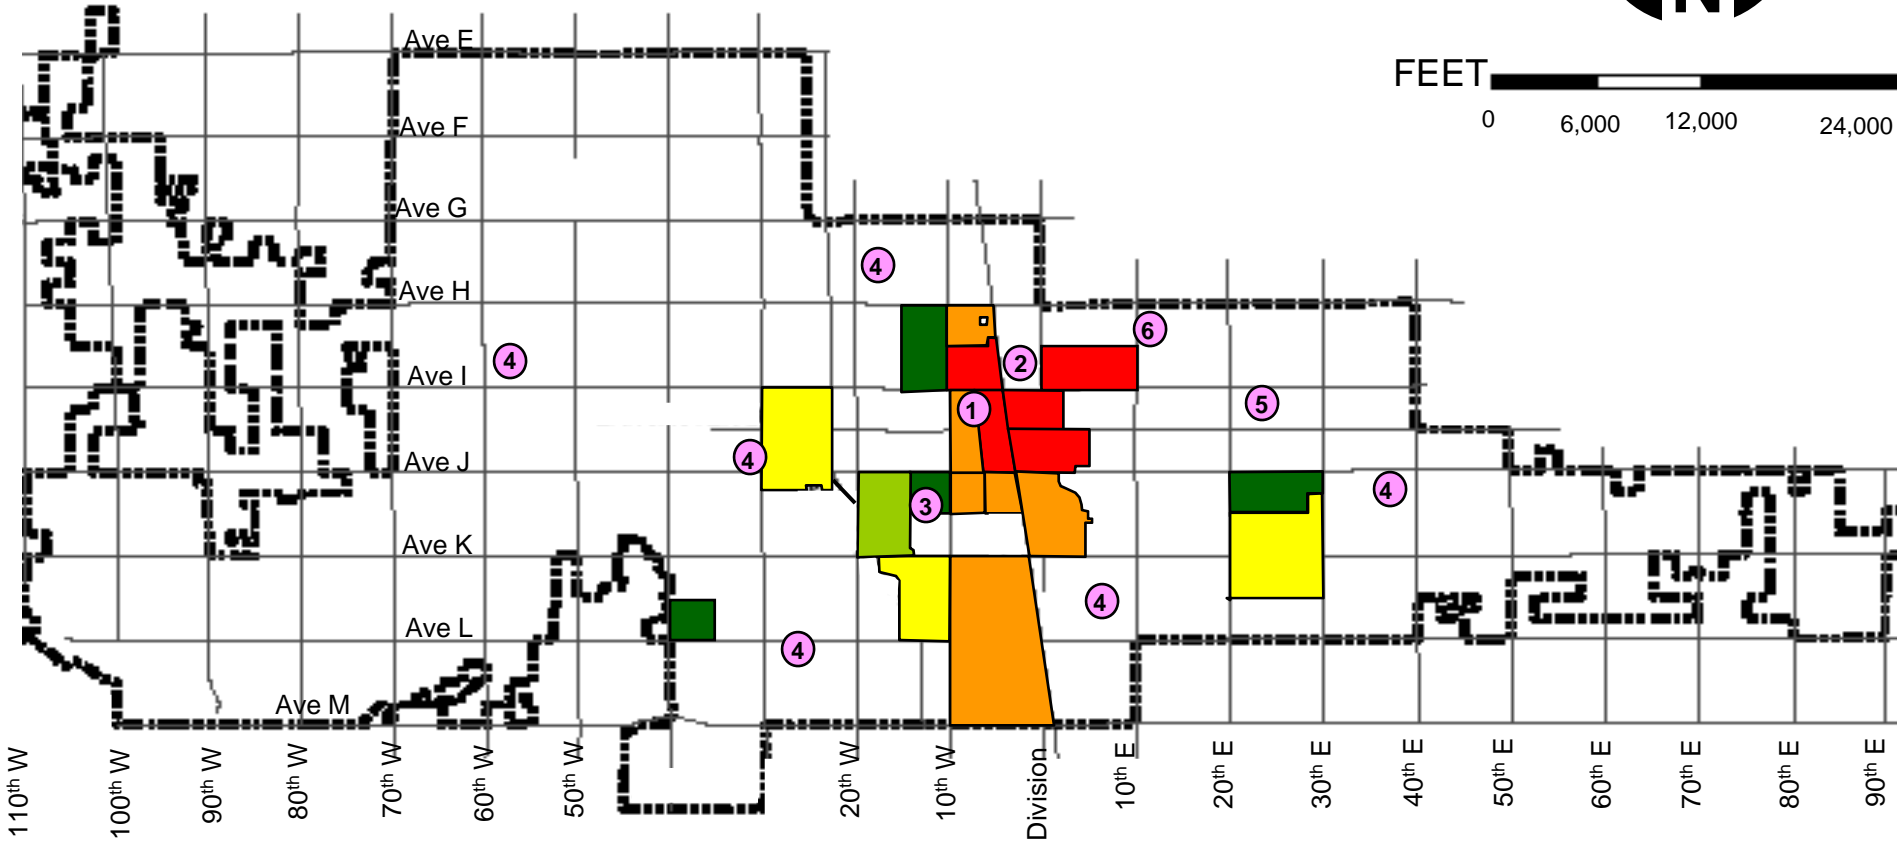 N
Ave E
FEET
0 6,000 12,000 24,000
Ave F
Ave G
4
Ave H
6
4
2
Ave I
5
1
4
Ave J
4
3
Ave K
4
Ave L
4
Ave M
110th W 100th W 90th W 80th W 70th W 60th W 50th W 20th W 10th W Division 10th E 20th E 30th E 40th E 50th E 60th E 70th E 80th E 90th E